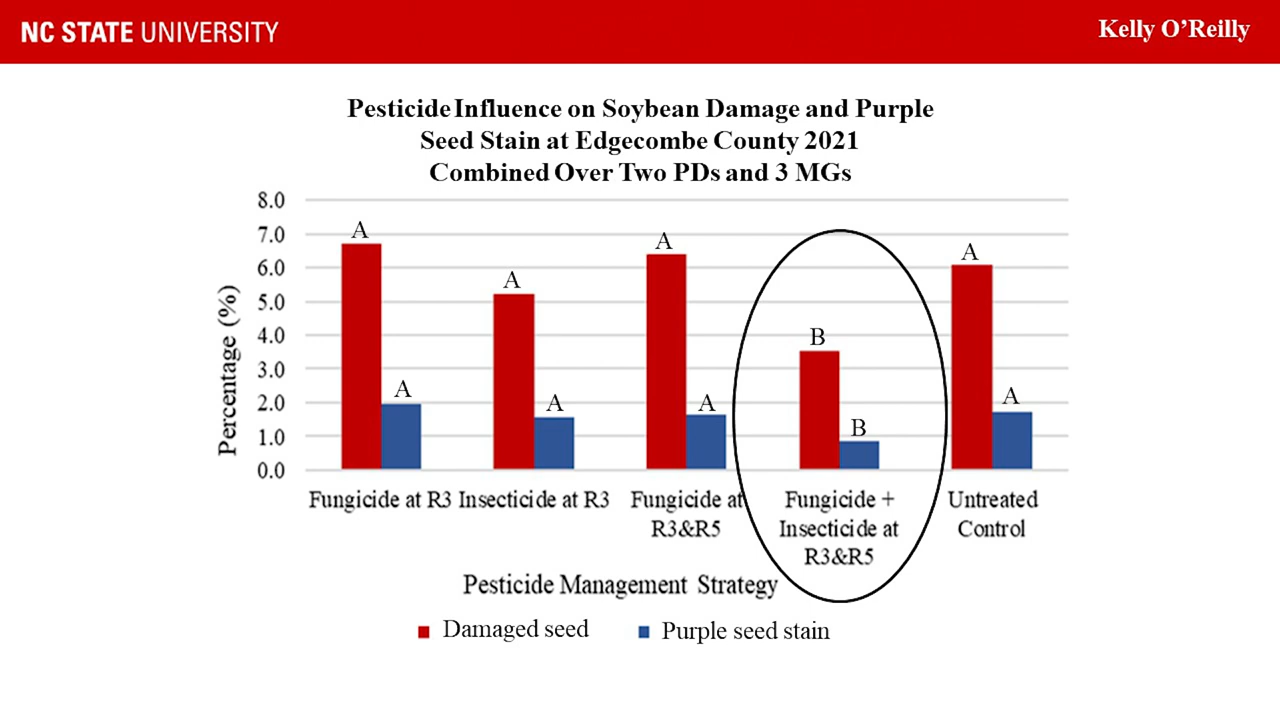 NC STATE UNIVERSITY
Kelly O'Reilly
Pesticide Influence on Soybean Damage and Purple
Seed Stain at Edgecombe County 2021
Combined Over Two PDs and 3 MGs
8.0
7.0
6.0
5.0
4.0
3.0
2.0
1.0
0.0
Percentage (%)
A
A
A
A
A
A
B
B
A
A
Fungicide at R3
Insecticide at R3
Fungicide at
R3&R5
Fungicide +
Insecticide at
R3&R5
Untreated
Control
Pesticide Management Strategy
Damaged seed
Purple seed stain